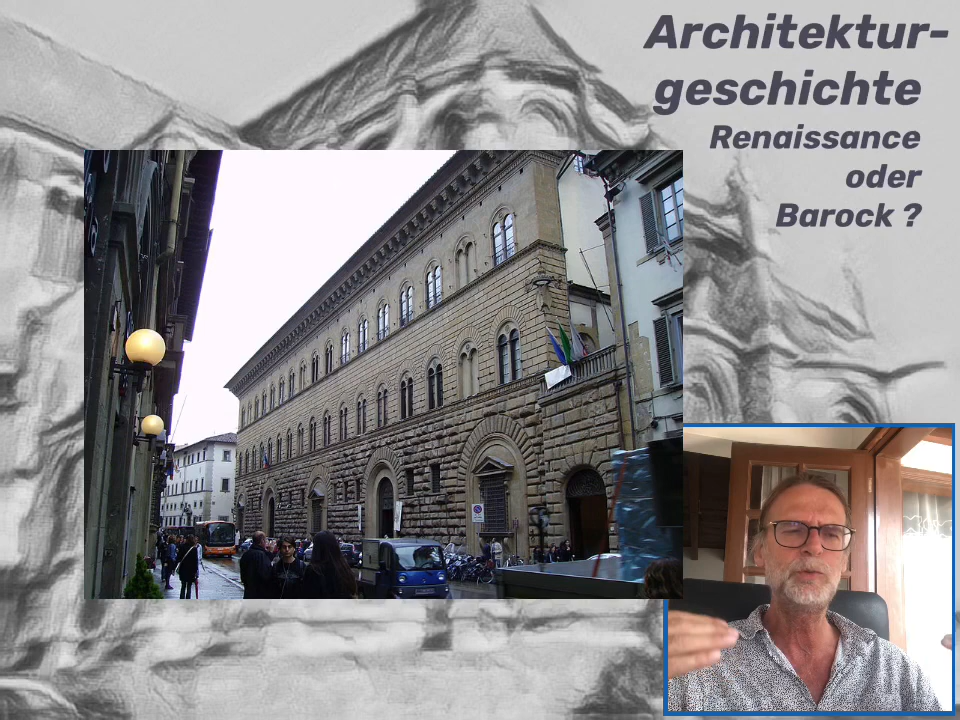 Architektur-
geschichte
Renaissance
oder
Barock ?